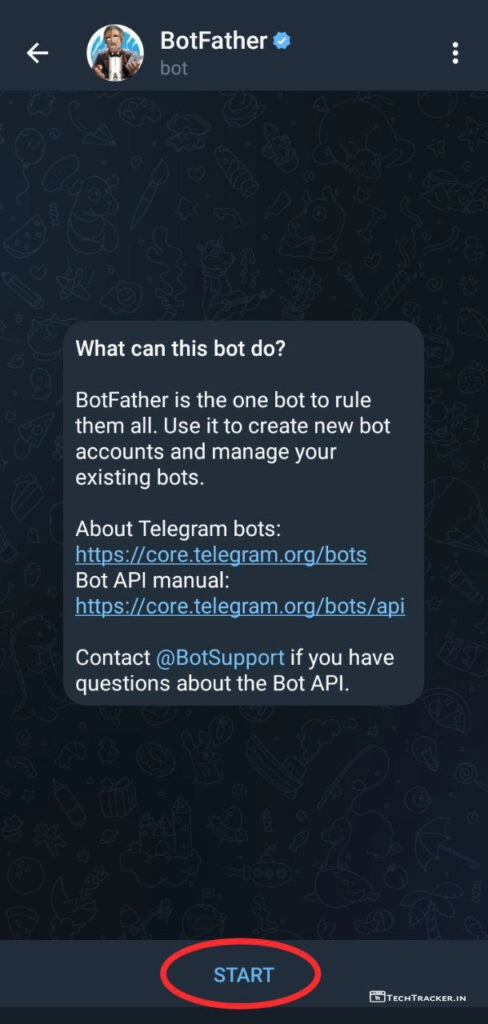 BotFather
bot
What can this bot do?
BotFather is the one bot to rule
them all. Use it to create new bot
accounts and manage your
existing bots.
About Telegram bots:
https://core.telegram.org/bots
Bot API manual:
https://core.telegram.org/bots/api
Contact @BotSupport if you have
questions about the Bot API.
START
TechTracker.in